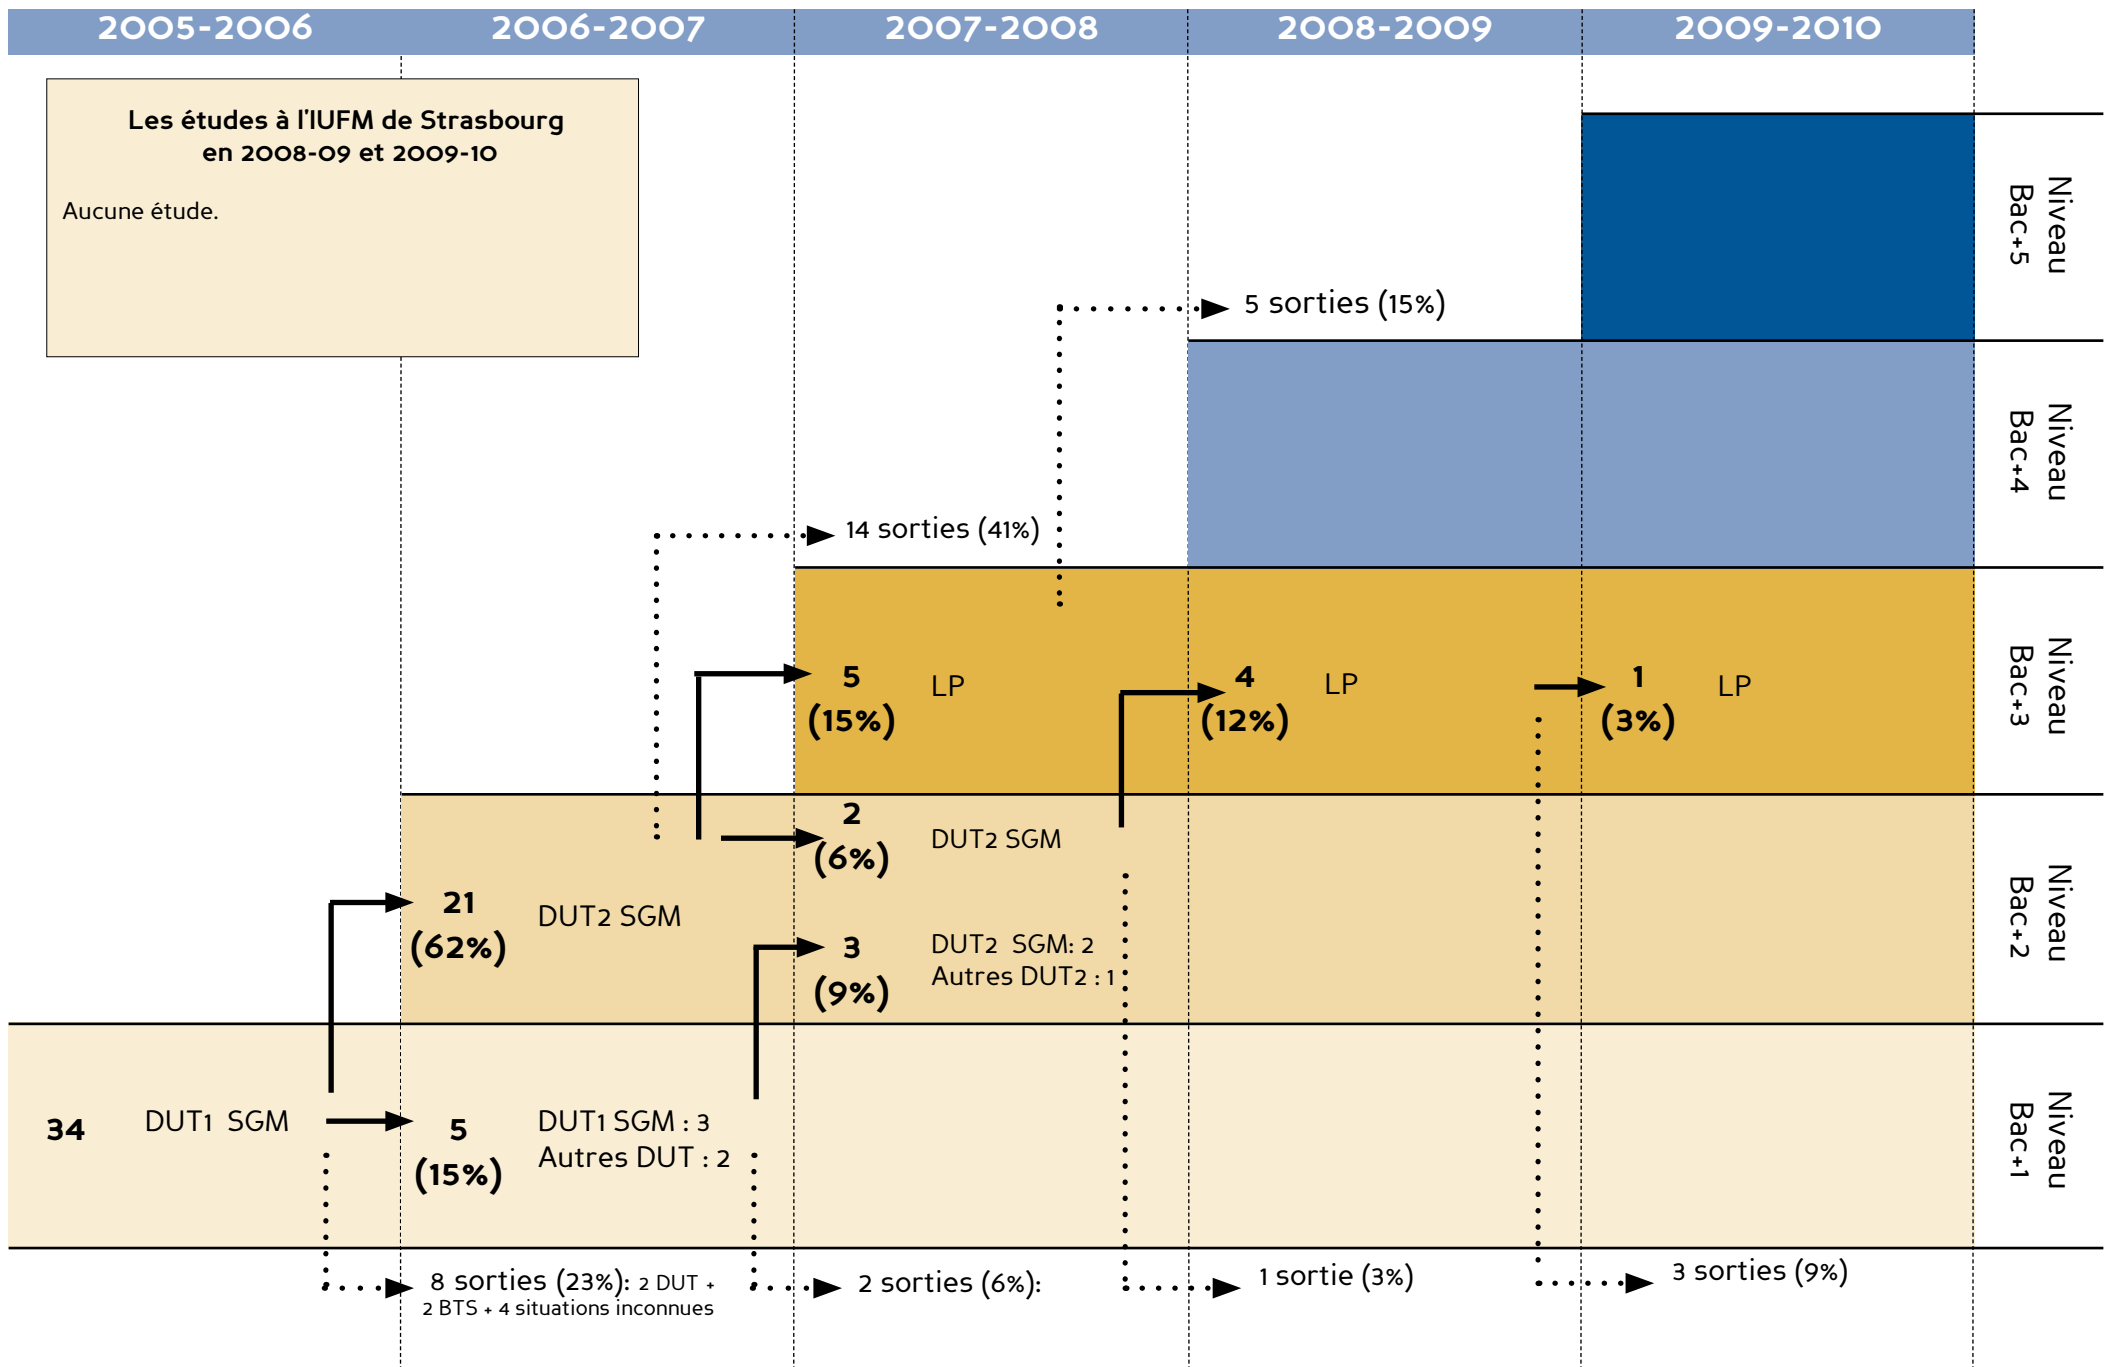 2005-2006 2006-2007 2007-2008 2008-2009 2009-2010
Les études à l'IUFM de Strasbourg
en 2008-09 et 2009-10
Aucune étude.
Niveau
Bac+5
5 sorties (15%)
Niveau
Bac+4
14 sorties (41%)
Niveau
Bac+3
5
(15%)
LP
4
(12%)
LP
1
(3%)
LP
Niveau
Bac+2
2
(6%)
DUT2 SGM
21
(62%)
DUT2 SGM
3
(9%)
DUT2 SGM: 2
Autres DUT2 : 1
Niveau
Bac+1
34
DUT1 SGM
5
(15%)
DUT1 SGM : 3
Autres DUT : 2
8 sorties (23%): 2 DUT +
2 BTS + 4 situations inconnues
2 sorties (6%):
1 sortie (3%)
3 sorties (9%)